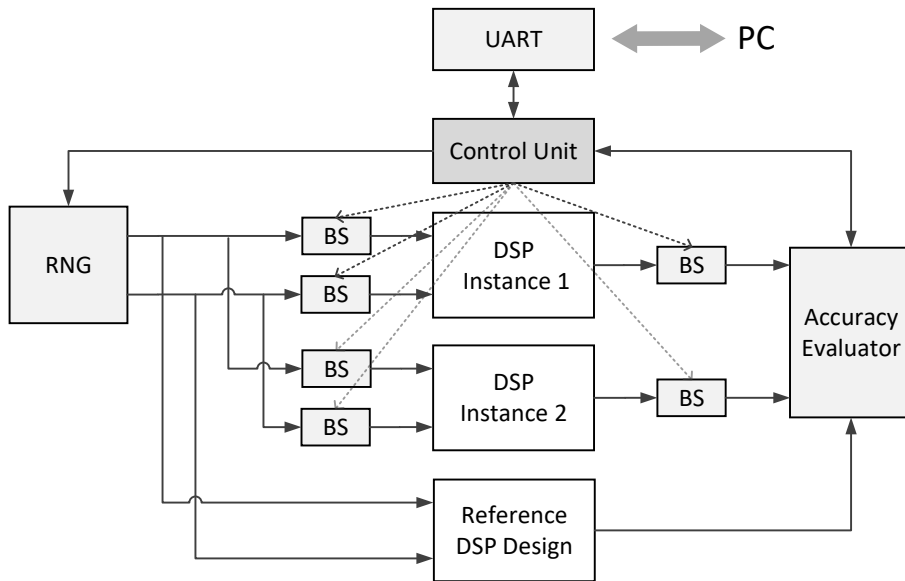 UART
PC
Control Unit
RNG
BS
BS
BS
BS
DSP
Instance 1
DSP
Instance 2
BS
BS
Accuracy
Evaluator
Reference
DSP Design